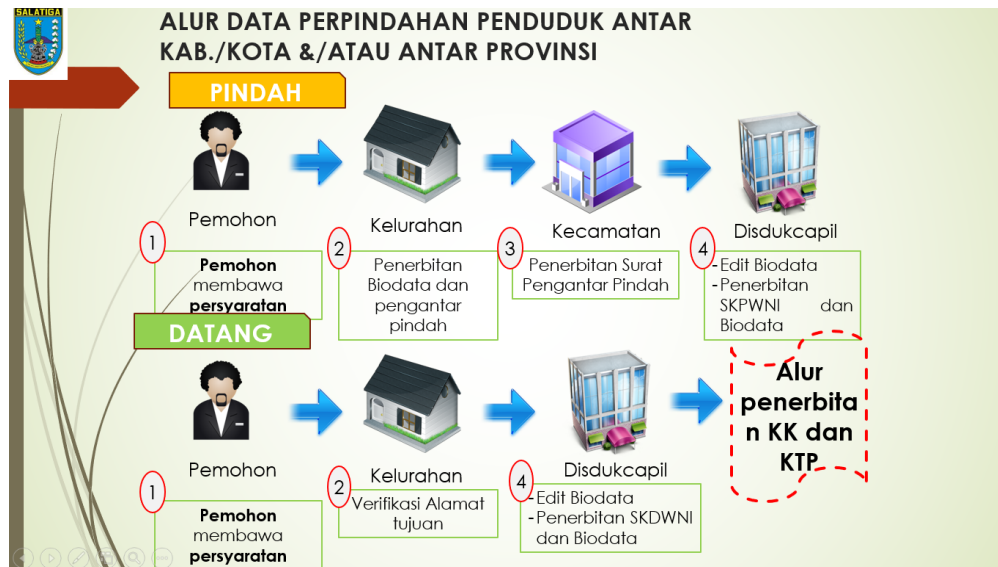 SALATIGA
ALUR DATA PERPINDAHAN PENDUDUK ANTAR
KAB./KOTA &/ATAU ANTAR PROVINSI
PINDAH
Pemohon
Kelurahan
Kecamatan
Disdukcapil
1
Pemohon
membawa
persyaratan
2
Penerbitan
Biodata dan
pengantar
pindah
3
Penerbitan Surat
Pengantar Pindah
4
-Edit Biodata
-Penerbitan
SKPWNI dan
Biodata
DATANG
Pemohon
Kelurahan
Disdukcapil
1
Pemohon
membawa
persyaratan
2
Verifikasi Alamat
tujuan
4
-Edit Biodata
-Penerbitan SKDWNI
dan Biodata
Alur
penerbita
n KK dan
KTP